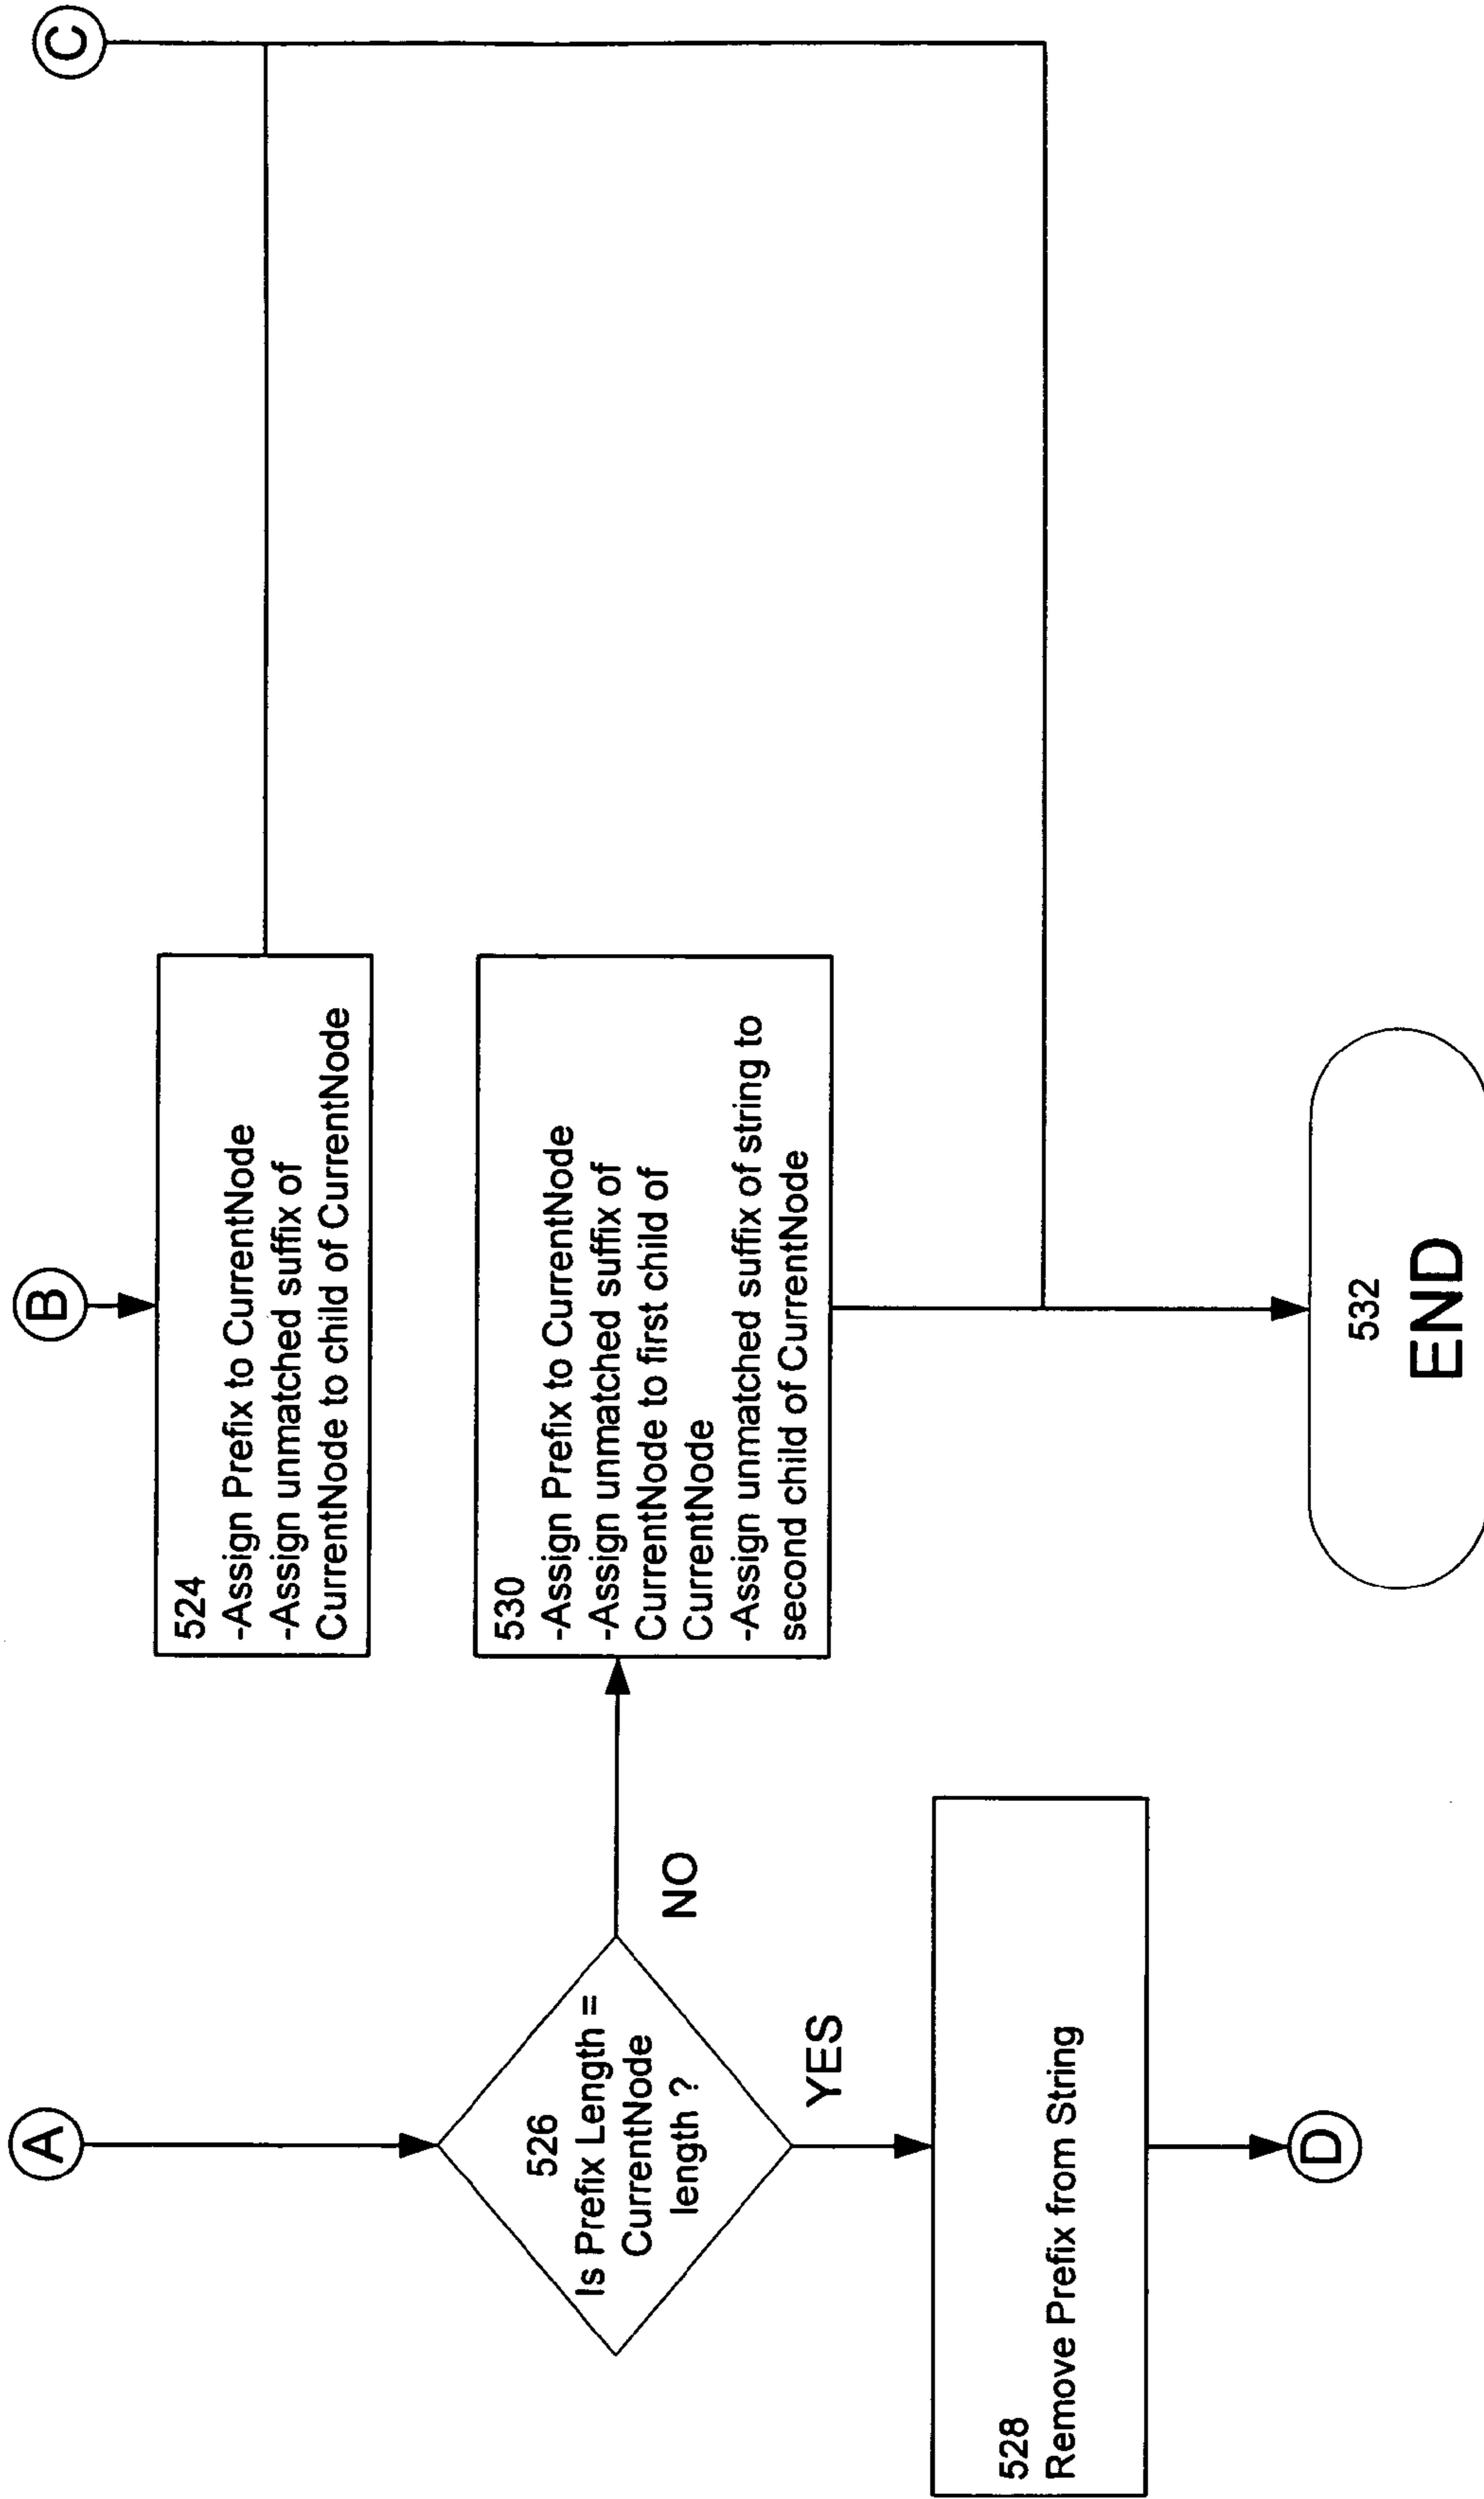 A
B
C
524
-Assign Prefix to CurrentNode
-Assign unmatched suffix of
CurrentNode to child of CurrentNode
526
Is Prefix Length =
CurrentNode
length ?
NO
YES
530
-Assign Prefix to CurrentNode
-Assign unmatched suffix of
CurrentNode to first child of
CurrentNode
-Assign unmatched suffix of string to
second child of CurrentNode
528
Remove Prefix from String
D
532
END